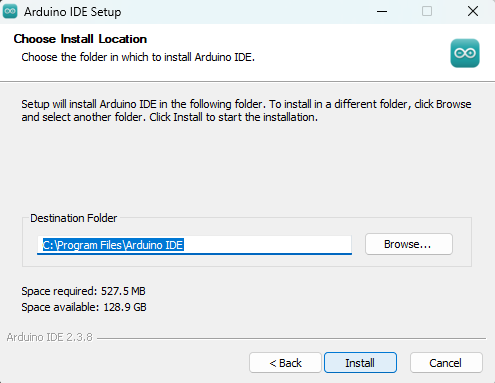 Arduino IDE Setup
Choose Install Location
Choose the folder in which to install Arduino IDE.
Setup will install Arduino IDE in the following folder. To install in a different folder, click Browse
and select another folder. Click Install to start the installation.
Destination Folder
C:\Program Files\Arduino IDE
Browse...
Space required: 527.5 MB
Space available: 128.9 GB
Arduino IDE 2.3.8
< Back
Install
Cancel